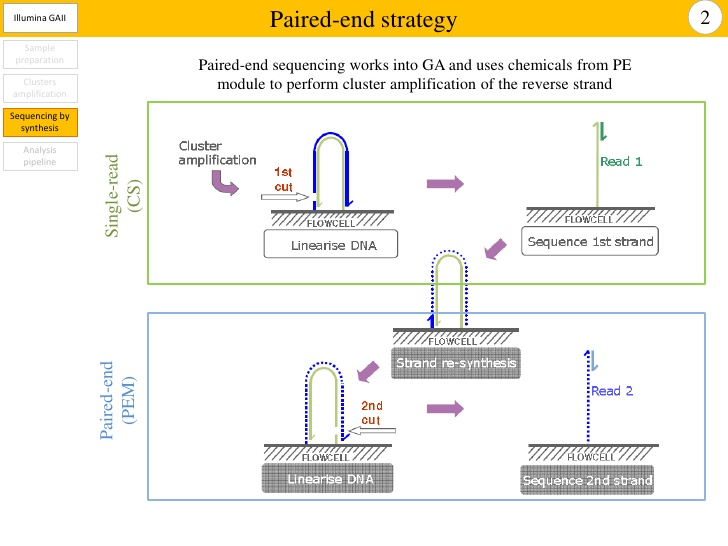 Illumina GAII
Paired-end strategy
2
Sample
preparation
Clusters
amplification
Sequencing by
synthesis
Analysis
pipeline
Paired-end sequencing works into GA and uses chemicals from PE
module to perform cluster amplification of the reverse strand
Single-read
(CS)
Cluster
amplification
1st
cut
FLOWCELL
Linearise DNA
Read 1
FLOWCELL
Sequence 1st strand
FLOWCELL
Strand re-synthesis
Paired-end
(PEM)
2nd
cut
FLOWCELL
Linearise DNA
Read 2
FLOWCELL
Sequence 2nd strand